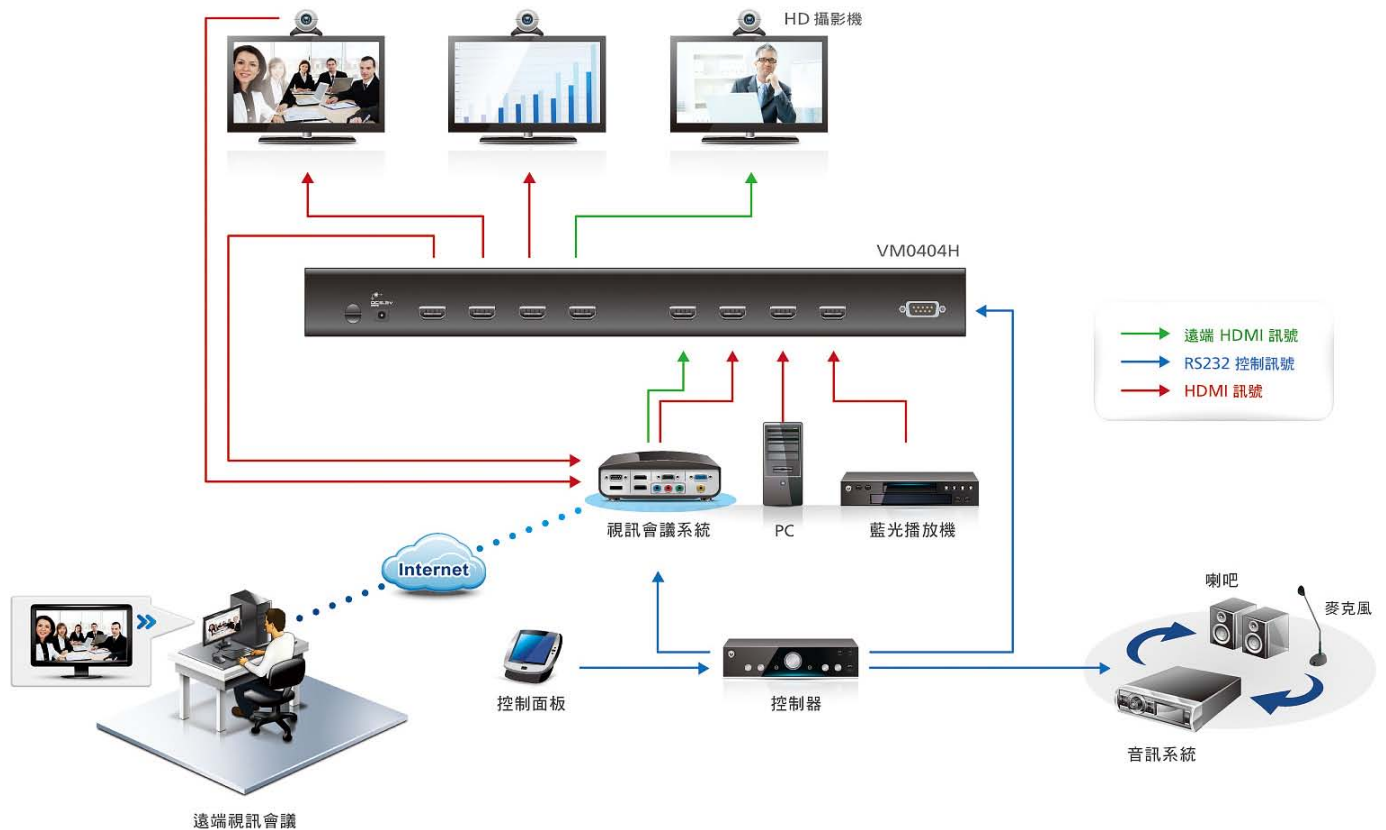 HD 攝影機
VM0404H
遠端 HDMI 訊號
RS232 控制訊號
HDMI 訊號
視訊會議系統
PC
藍光播放機
Internet
喇吧
麥克風
控制面板
控制器
音訊系統
遠端視訊會議